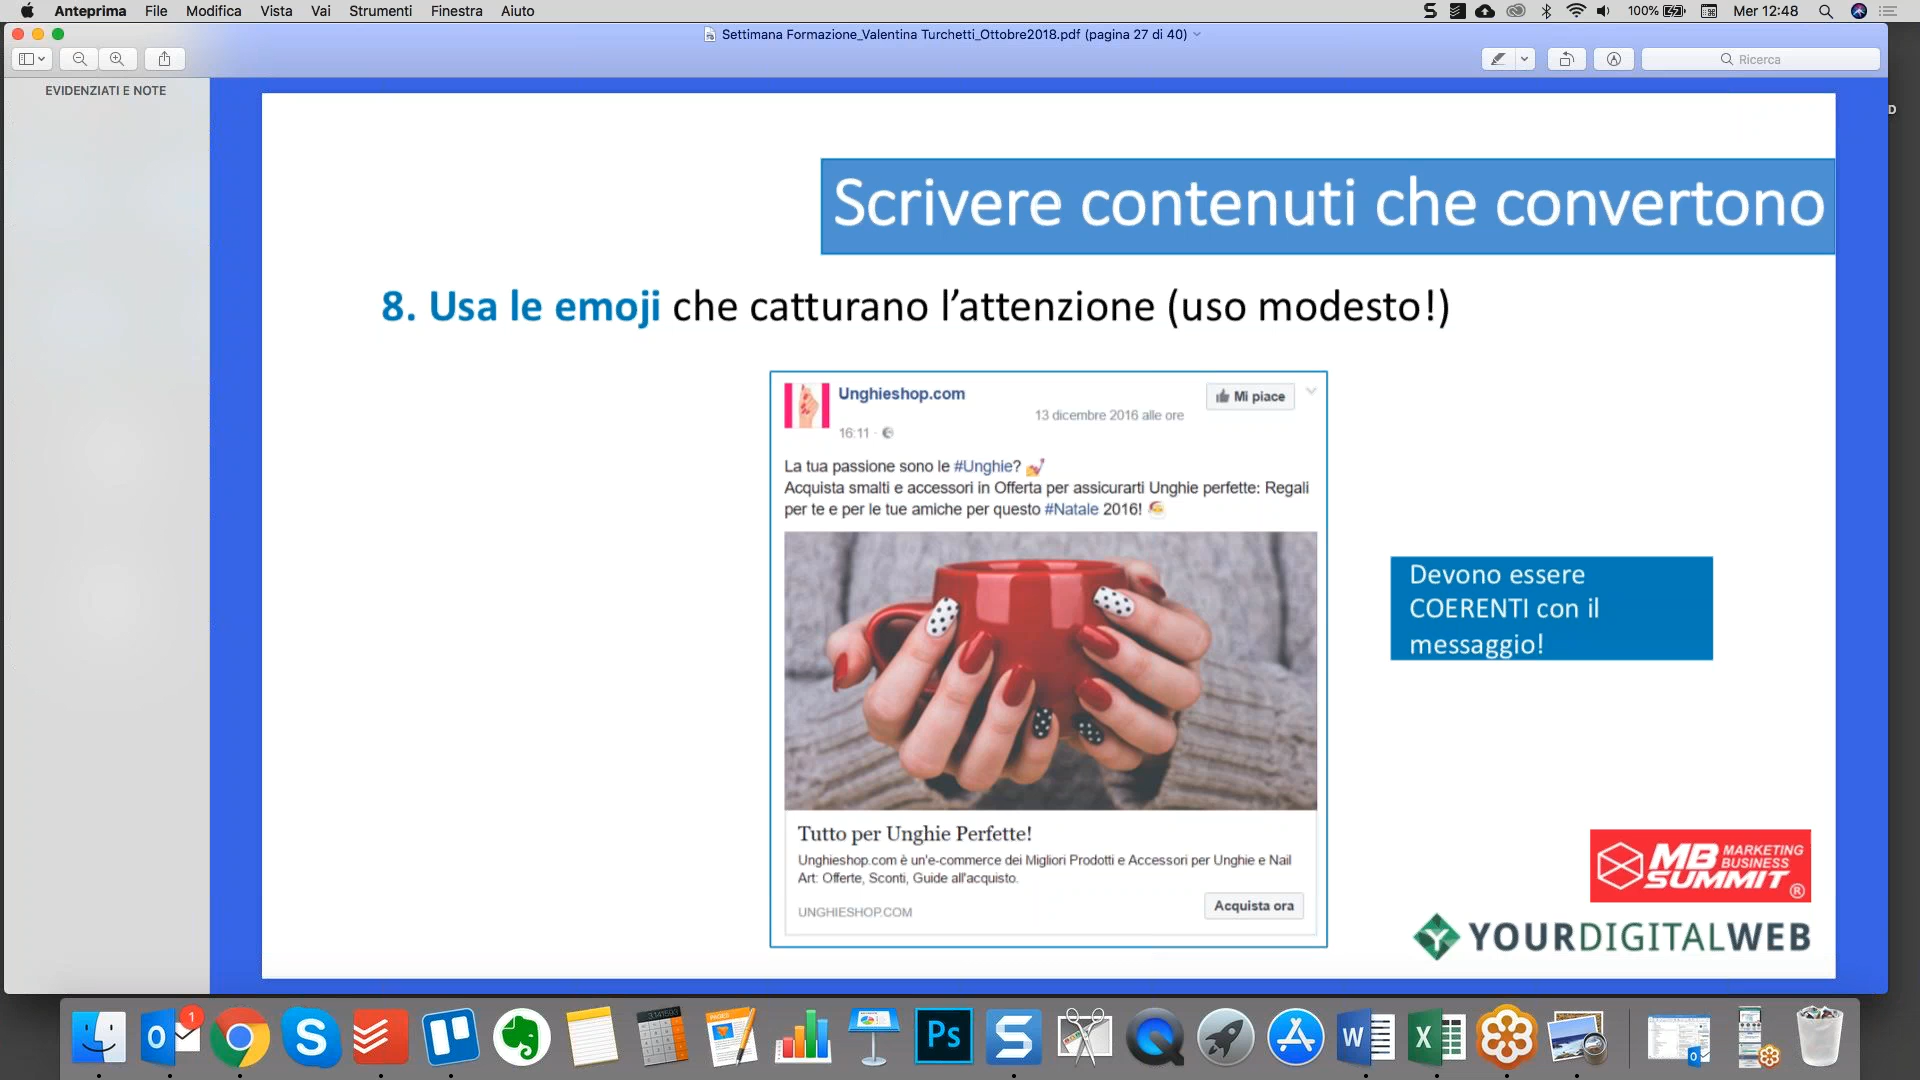 Anteprima File Modifica Vista Vai Strumenti Finestra Aiuto 100% Mer 12:48
Settimana Formazione_Valentina Turchetti_Ottobre2018.pdf (pagina 27 di 40)
Ricerca
EVIDENZIATI E NOTE
D
Scrivere contenuti che convertono
8. Usa le emoji che catturano l'attenzione (uso modesto!)
Unghieshop.com
Mi piace
13 dicembre 2016 alle ore
16:11 ·
La tua passione sono le #Unghie? 💅
Acquista smalti e accessori in Offerta per assicurarti Unghie perfette: Regali
per te e per le tue amiche per questo #Natale 2016! 🎅
Devono essere
COERENTI con il
messaggio!
Tutto per Unghie Perfette!
Unghieshop.com è un'e-commerce dei Migliori Prodotti e Accessori per Unghie e Nail
Art: Offerte, Sconti, Guide all'acquisto.
UNGHIESHOP.COM
Acquista ora
MB MARKETING
BUSINESS
SUMMIT ®
YOURDIGITALWEB
1
3.141593
PAGES
Ps